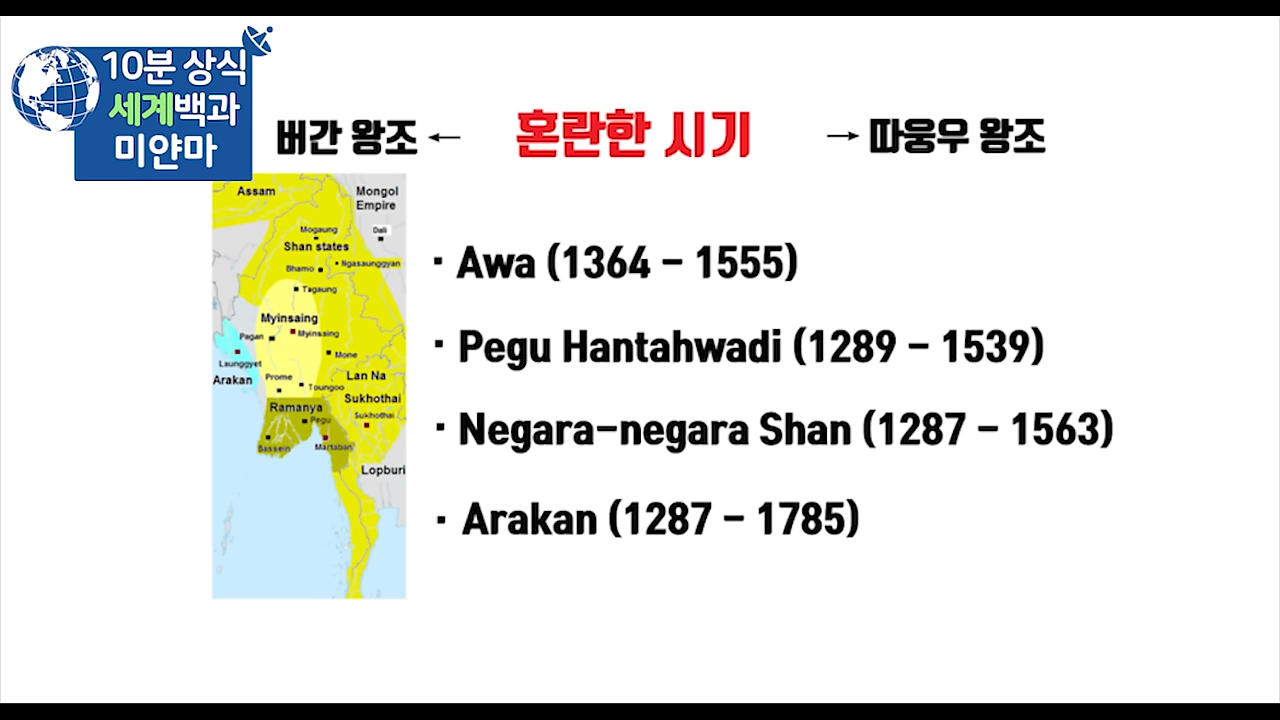 10분 상식
세계백과
미얀마
버간 왕조 ← 혼란한 시기 → 따웅우 왕조
Assam
Mongol
Empire
Dali
Mogaung
Shan states
Ngasaunggyan
Bhamo
Tagaung
Myinsaing
Myinsaing
Pagan
Mone
Launggyet
Arakan
Prome
Toungoo
Lan Na
Sukhothai
Sukhothai
Ramanya
Pegu
Bassein
Martaban
Lopburi
· Awa (1364 - 1555)
· Pegu Hantahwadi (1289 - 1539)
· Negara-negara Shan (1287 - 1563)
· Arakan (1287 - 1785)